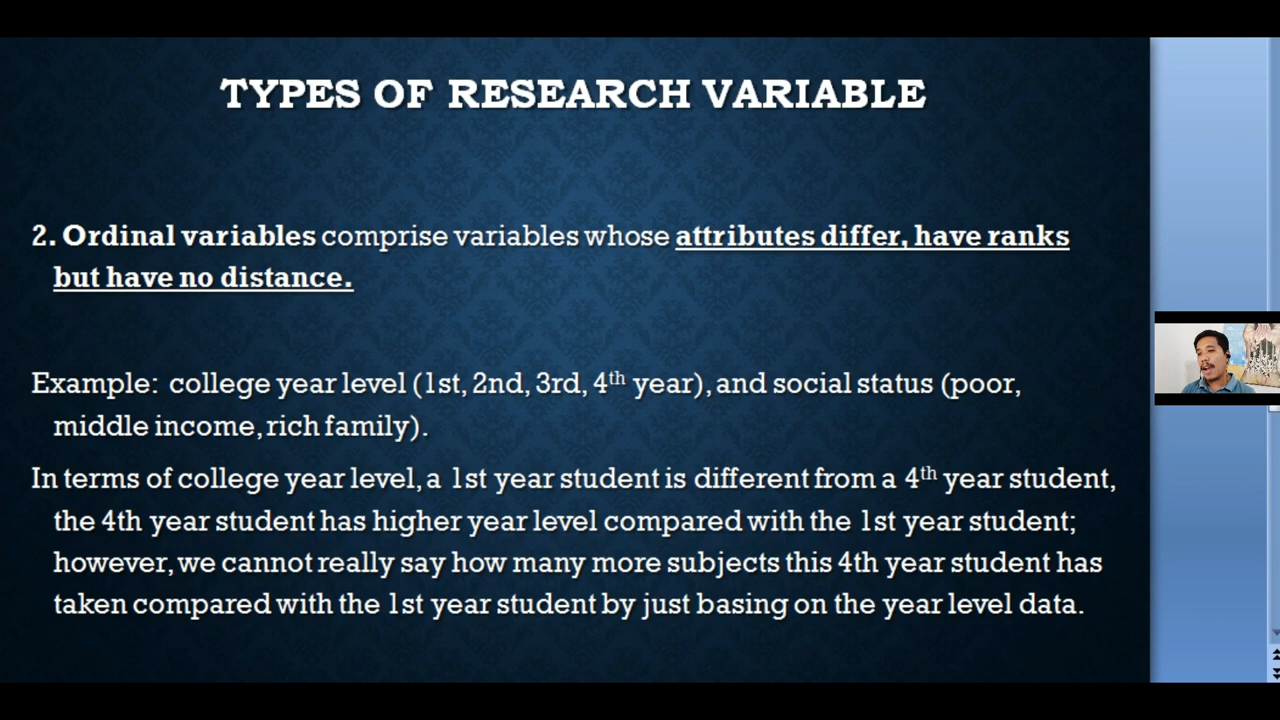 TYPES OF RESEARCH VARIABLE
2. Ordinal variables comprise variables whose attributes differ, have ranks
but have no distance.
Example: college year level (1st, 2nd, 3rd, 4th year), and social status (poor,
middle income, rich family).
In terms of college year level, a 1st year student is different from a 4th year student,
the 4th year student has higher year level compared with the 1st year student;
however, we cannot really say how many more subjects this 4th year student has
taken compared with the 1st year student by just basing on the year level data.